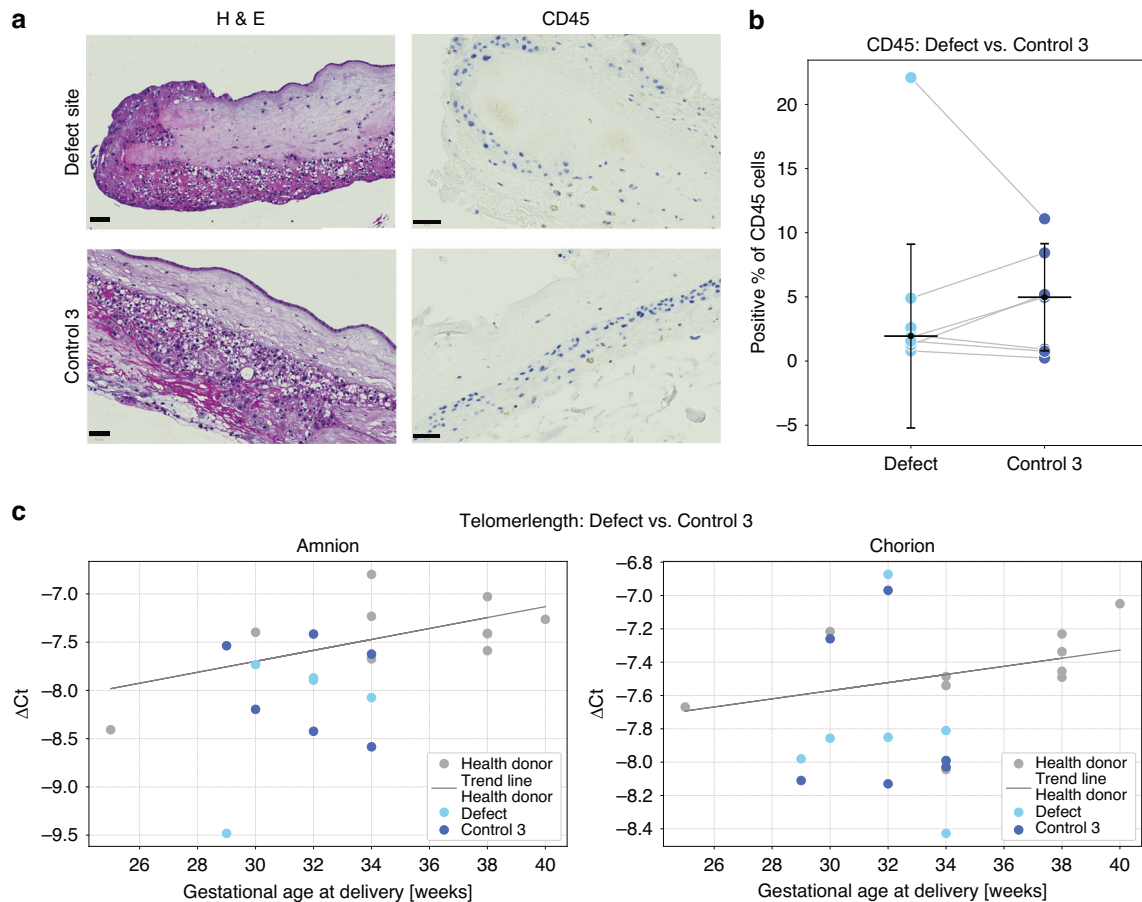 a
H & E
CD45
Defect site
Control 3
b
CD45: Defect vs. Control 3
Positive % of CD45 cells
20
15
10
5
0
−5
Defect
Control 3
c
Telomerlength: Defect vs. Control 3
Amnion
ΔCt
−7.0
−7.5
−8.0
−8.5
−9.0
−9.5
26 28 30 32 34 36 38 40
Gestational age at delivery [weeks]
Health donor
Trend line
Health donor
Defect
Control 3
Chorion
ΔCt
−6.8
−7.0
−7.2
−7.4
−7.6
−7.8
−8.0
−8.2
−8.4
26 28 30 32 34 36 38 40
Gestational age at delivery [weeks]
Health donor
Trend line
Health donor
Defect
Control 3